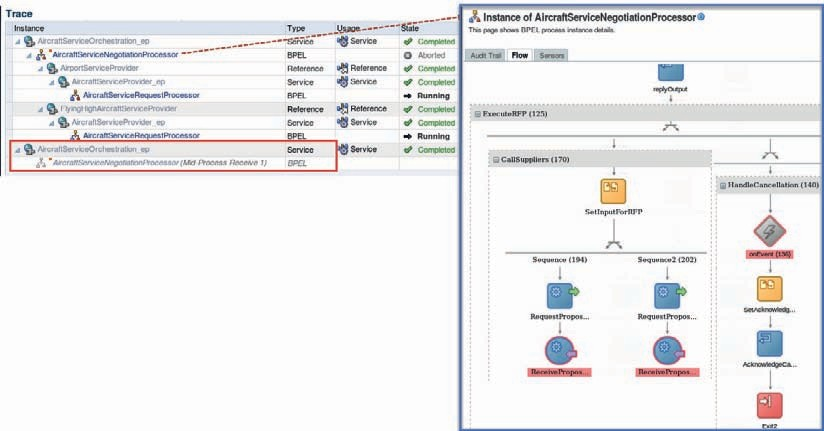 Trace
Instance Type Usage State
AircraftServiceOrchestration_ep Service Service Completed
AircraftServiceNegotiationProcessor BPEL Aborted
AirportServiceProvider Reference Reference Completed
AircraftServiceProvider_ep Service Service Completed
AircraftServiceRequestProcessor BPEL Running
FlyingHighAircraftServiceProvider Reference Reference Completed
AircraftServiceProvider_ep Service Service Completed
AircraftServiceRequestProcessor BPEL Running
AircraftServiceOrchestration_ep Service Service Completed
AircraftServiceNegotiationProcessor (Mid-Process Receive 1) BPEL
Instance of AircraftServiceNegotiationProcessor
This page shows BPEL process instance details.
Audit Trail Flow Sensors
replyOutput
ExecuteRFP (125)
CallSuppliers (170)
SetInputForRFP
Sequence (194) Sequence2 (202)
RequestPropos... RequestPropos...
ReceivePropos... ReceivePropos...
HandleCancellation (140)
onEvent (136)
SetAcknowledg...
AcknowledgeCa...
Exit2